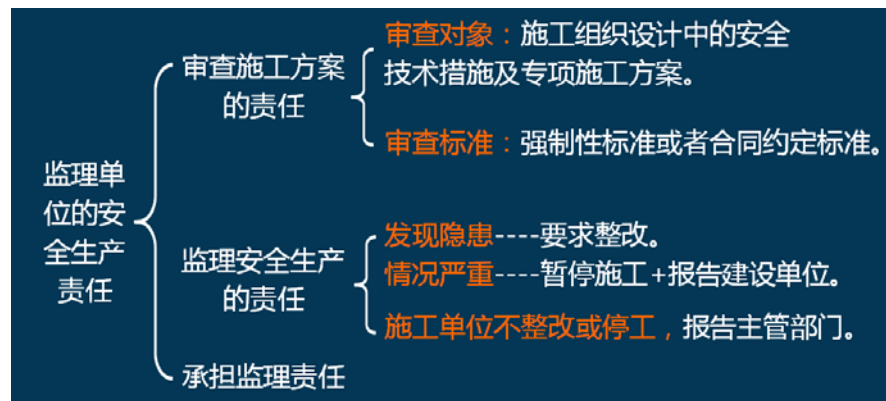 监理单
位的安
全生产
责任
审查施工方案
的责任
审查对象：施工组织设计中的安全
技术措施及专项施工方案。
审查标准：强制性标准或者合同约定标准。
监理安全生产
的责任
发现隐患----要求整改。
情况严重----暂停施工+报告建设单位。
施工单位不整改或停工，报告主管部门。
承担监理责任